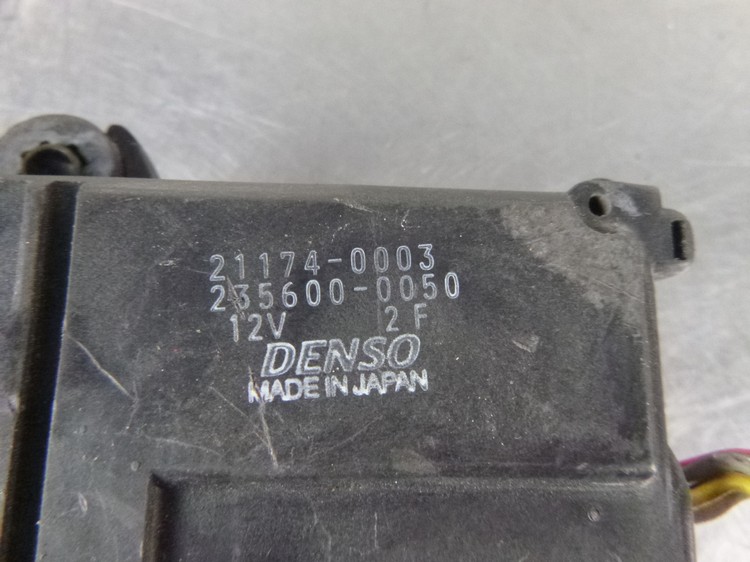 21174-0003
235600-0050
12V 2F
DENSO
MADE IN JAPAN